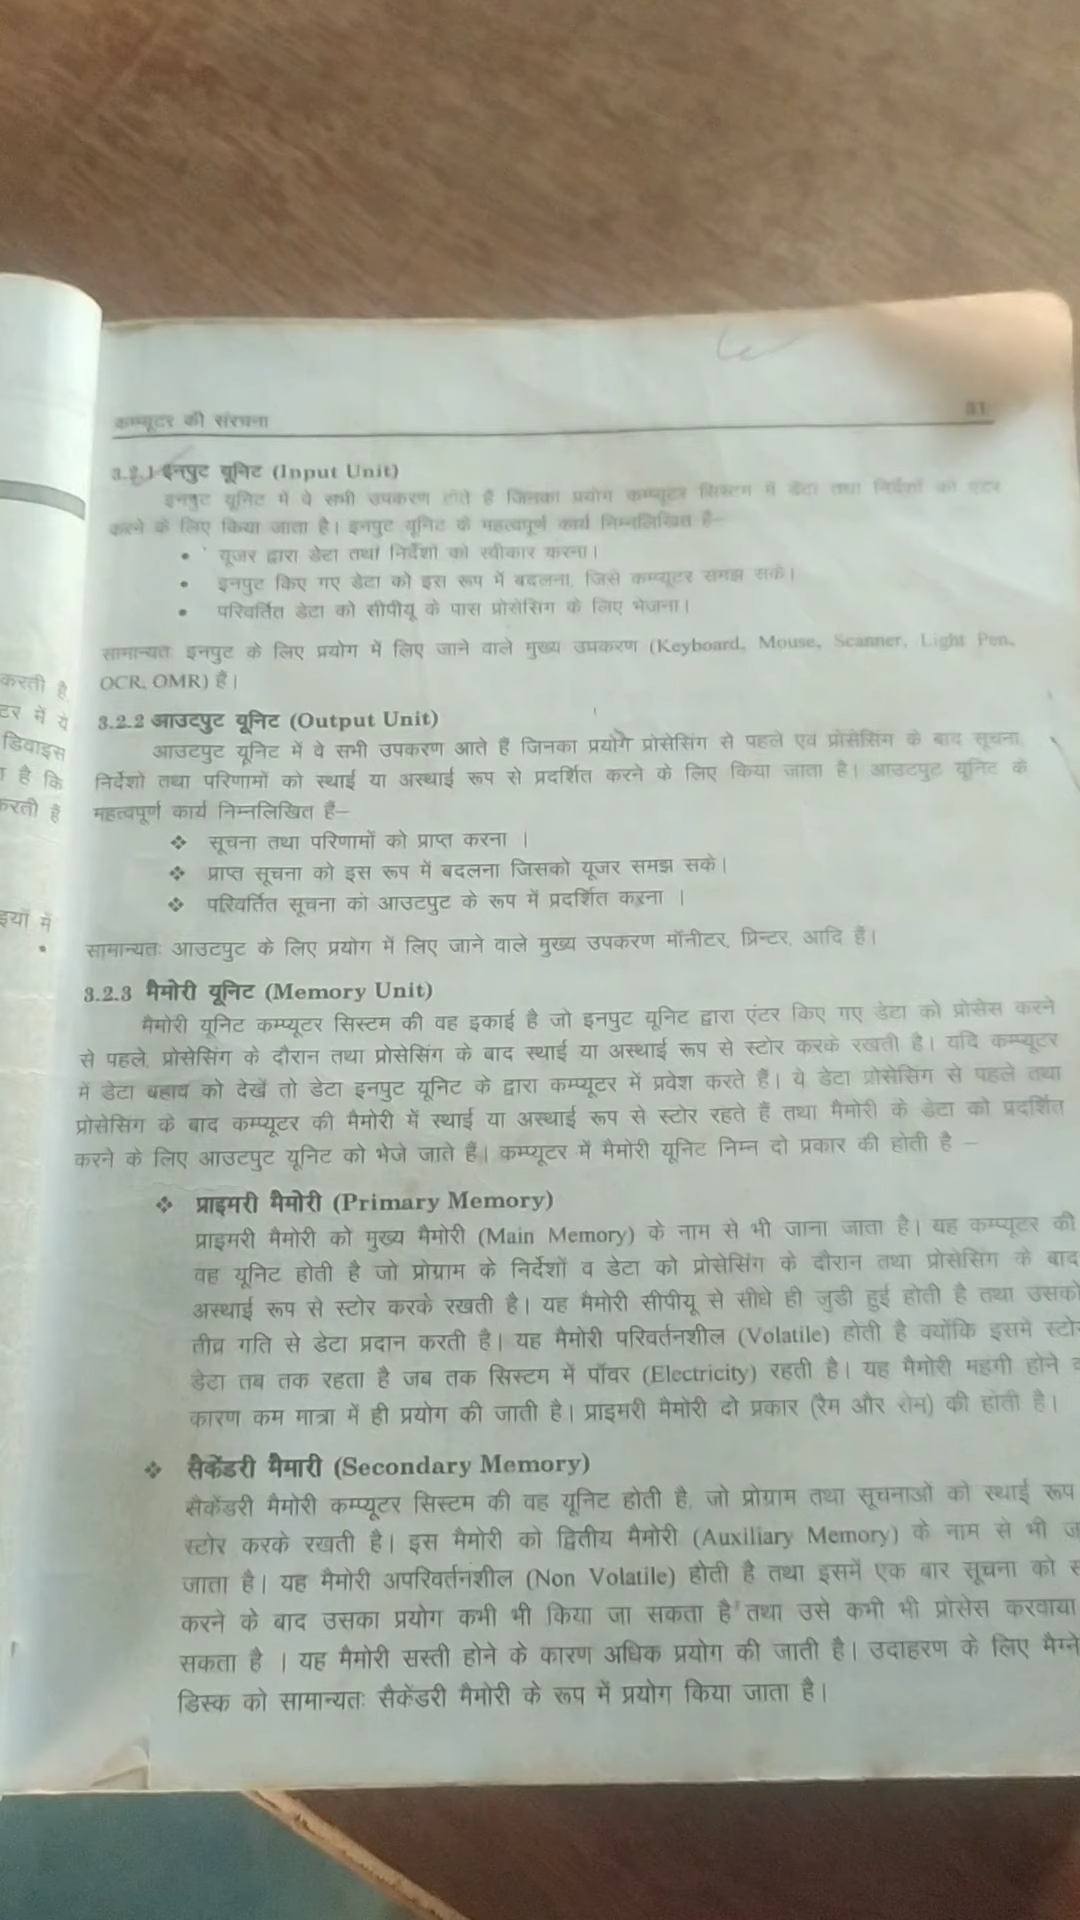 कम्प्यूटर की संरचना
3.2.1 इनपुट यूनिट (Input Unit)
इनपुट यूनिट में वे सभी उपकरण होते हैं जिनका प्रयोग कम्प्यूटर सिस्टम में डेटा तथा निर्देशों को एंटर
करने के लिए किया जाता है। इनपुट यूनिट के महत्वपूर्ण कार्य निम्नलिखित हैं–
• यूजर द्वारा डेटा तथा निर्देशों को स्वीकार करना।
• इनपुट किए गए डेटा को इस रूप में बदलना, जिसे कम्प्यूटर समझ सके।
• परिवर्तित डेटा को सीपीयू के पास प्रोसेसिंग के लिए भेजना।
सामान्यतः इनपुट के लिए प्रयोग में लिए जाने वाले मुख्य उपकरण (Keyboard, Mouse, Scanner, Light Pen,
OCR, OMR) हैं।
3.2.2 आउटपुट यूनिट (Output Unit)
आउटपुट यूनिट में वे सभी उपकरण आते हैं जिनका प्रयोग प्रोसेसिंग से पहले एवं प्रोसेसिंग के बाद सूचना,
निर्देशों तथा परिणामों को स्थाई या अस्थाई रूप से प्रदर्शित करने के लिए किया जाता है। आउटपुट यूनिट के
महत्वपूर्ण कार्य निम्नलिखित हैं–
❖ सूचना तथा परिणामों को प्राप्त करना ।
❖ प्राप्त सूचना को इस रूप में बदलना जिसको यूजर समझ सके।
❖ परिवर्तित सूचना को आउटपुट के रूप में प्रदर्शित करना ।
सामान्यतः आउटपुट के लिए प्रयोग में लिए जाने वाले मुख्य उपकरण मॉनीटर, प्रिन्टर, आदि हैं।
3.2.3 मैमोरी यूनिट (Memory Unit)
मैमोरी यूनिट कम्प्यूटर सिस्टम की वह इकाई है जो इनपुट यूनिट द्वारा एंटर किए गए डेटा को प्रोसेस करने
से पहले, प्रोसेसिंग के दौरान तथा प्रोसेसिंग के बाद स्थाई या अस्थाई रूप से स्टोर करके रखती है। यदि कम्प्यूटर
में डेटा बहाव को देखें तो डेटा इनपुट यूनिट के द्वारा कम्प्यूटर में प्रवेश करते हैं। ये डेटा प्रोसेसिंग से पहले तथा
प्रोसेसिंग के बाद कम्प्यूटर की मैमोरी में स्थाई या अस्थाई रूप से स्टोर रहते हैं तथा मैमोरी के डेटा को प्रदर्शित
करने के लिए आउटपुट यूनिट को भेजे जाते हैं। कम्प्यूटर में मैमोरी यूनिट निम्न दो प्रकार की होती है –
❖ प्राइमरी मैमोरी (Primary Memory)
प्राइमरी मैमोरी को मुख्य मैमोरी (Main Memory) के नाम से भी जाना जाता है। यह कम्प्यूटर की
वह यूनिट होती है जो प्रोग्राम के निर्देशों व डेटा को प्रोसेसिंग के दौरान तथा प्रोसेसिंग के बाद
अस्थाई रूप से स्टोर करके रखती है। यह मैमोरी सीपीयू से सीधे ही जुडी हुई होती है तथा उसको
तीव्र गति से डेटा प्रदान करती है। यह मैमोरी परिवर्तनशील (Volatile) होती है क्योंकि इसमें स्टोर
डेटा तब तक रहता है जब तक सिस्टम में पॉवर (Electricity) रहती है। यह मैमोरी महंगी होने
कारण कम मात्रा में ही प्रयोग की जाती है। प्राइमरी मैमोरी दो प्रकार (रैम और रोम) की होती है।
❖ सैकेंडरी मैमारी (Secondary Memory)
सैकेंडरी मैमोरी कम्प्यूटर सिस्टम की वह यूनिट होती है, जो प्रोग्राम तथा सूचनाओं को स्थाई रूप
स्टोर करके रखती है। इस मैमोरी को द्वितीय मैमोरी (Auxiliary Memory) के नाम से भी
जाता है। यह मैमोरी अपरिवर्तनशील (Non Volatile) होती है तथा इसमें एक बार सूचना को
करने के बाद उसका प्रयोग कभी भी किया जा सकता है तथा उसे कभी भी प्रोसेस करवाया
सकता है । यह मैमोरी सस्ती होने के कारण अधिक प्रयोग की जाती है। उदाहरण के लिए मैग्ने
डिस्क को सामान्यतः सैकेंडरी मैमोरी के रूप में प्रयोग किया जाता है।
करती है,
टर में ये
डिवाइस
है कि
करती हैं
इयों में